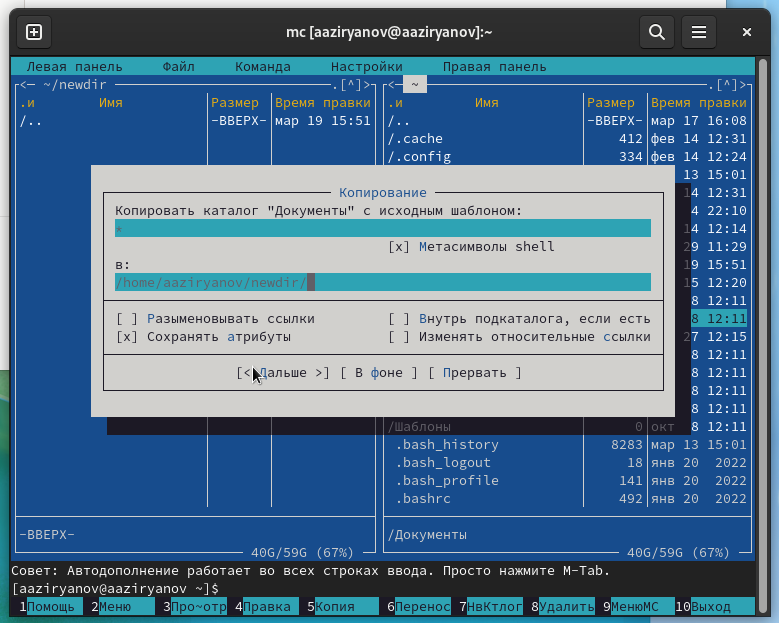 mc [aaziryanov@aaziryanov]:~
Левая панель Файл Команда Настройки Правая панель
<— ~/newdir .[^]> <— ~ .[^]>
.и Имя Размер Время правки .и Имя Размер Время правки
/.. –ВВЕРХ– мар 19 15:51 /.. –ВВЕРХ– мар 17 16:08
/.cache 412 фев 14 12:31
/.config 334 фев 14 12:24
13 15:01
Копирование 4 12:31
Копировать каталог "Документы" с исходным шаблоном: 4 22:10
* 4 12:14
[x] Метасимволы shell 29 11:29
в: 9 15:51
/home/aaziryanov/newdir/ 5 12:20
8 12:11
[ ] Разыменовывать ссылки [ ] Внутрь подкаталога, если есть 8 12:11
[x] Сохранять атрибуты [ ] Изменять относительные ссылки 27 12:15
8 12:11
[< Дальше >] [ В фоне ] [ Прервать ] 8 12:11
8 12:11
8 12:11
/Шаблоны 0 окт 8 12:11
.bash_history 8283 мар 13 15:01
.bash_logout 18 янв 20 2022
.bash_profile 141 янв 20 2022
.bashrc 492 янв 20 2022
–ВВЕРХ– /Документы
40G/59G (67%) 40G/59G (67%)
Совет: Автодополнение работает во всех строках ввода. Просто нажмите M-Tab.
[aaziryanov@aaziryanov ~]$
1Помощь 2Меню 3Про~отр 4Правка 5Копия 6Перенос 7НвКтлог 8Удалить 9МенюМС 10Выход